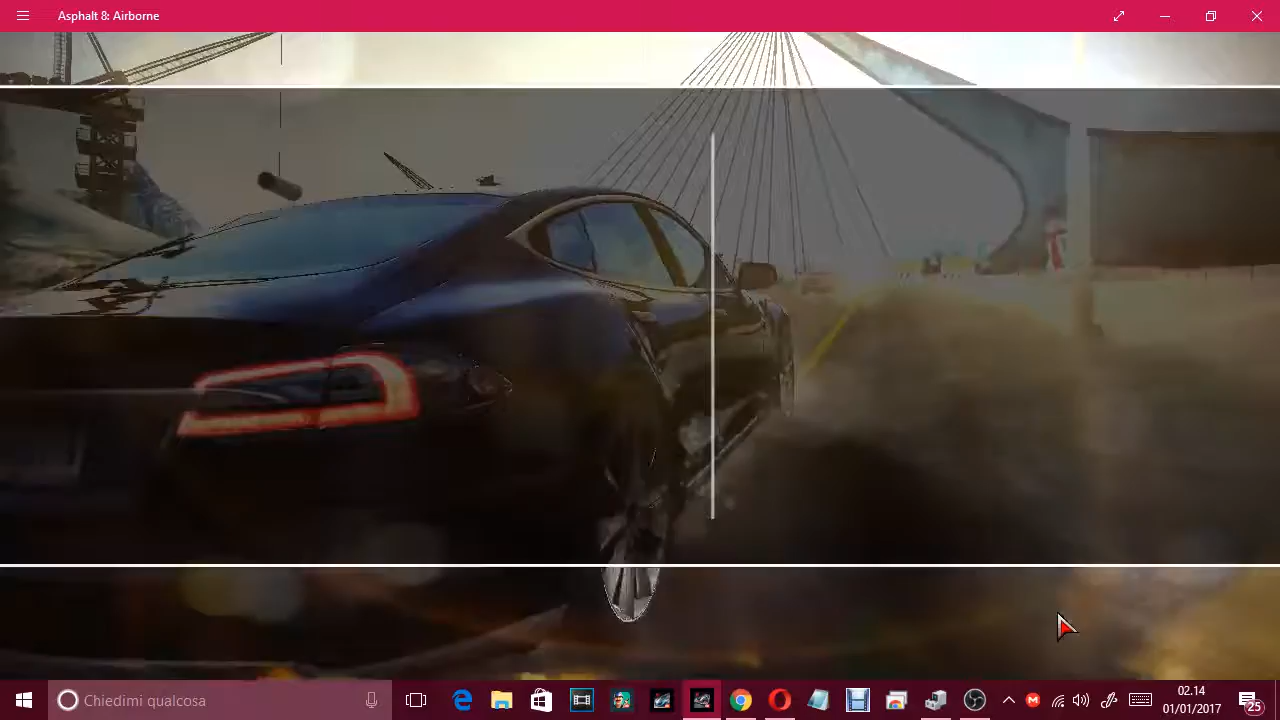 Asphalt 8: Airborne
Chiedimi qualcosa
02.14
01/01/2017
25